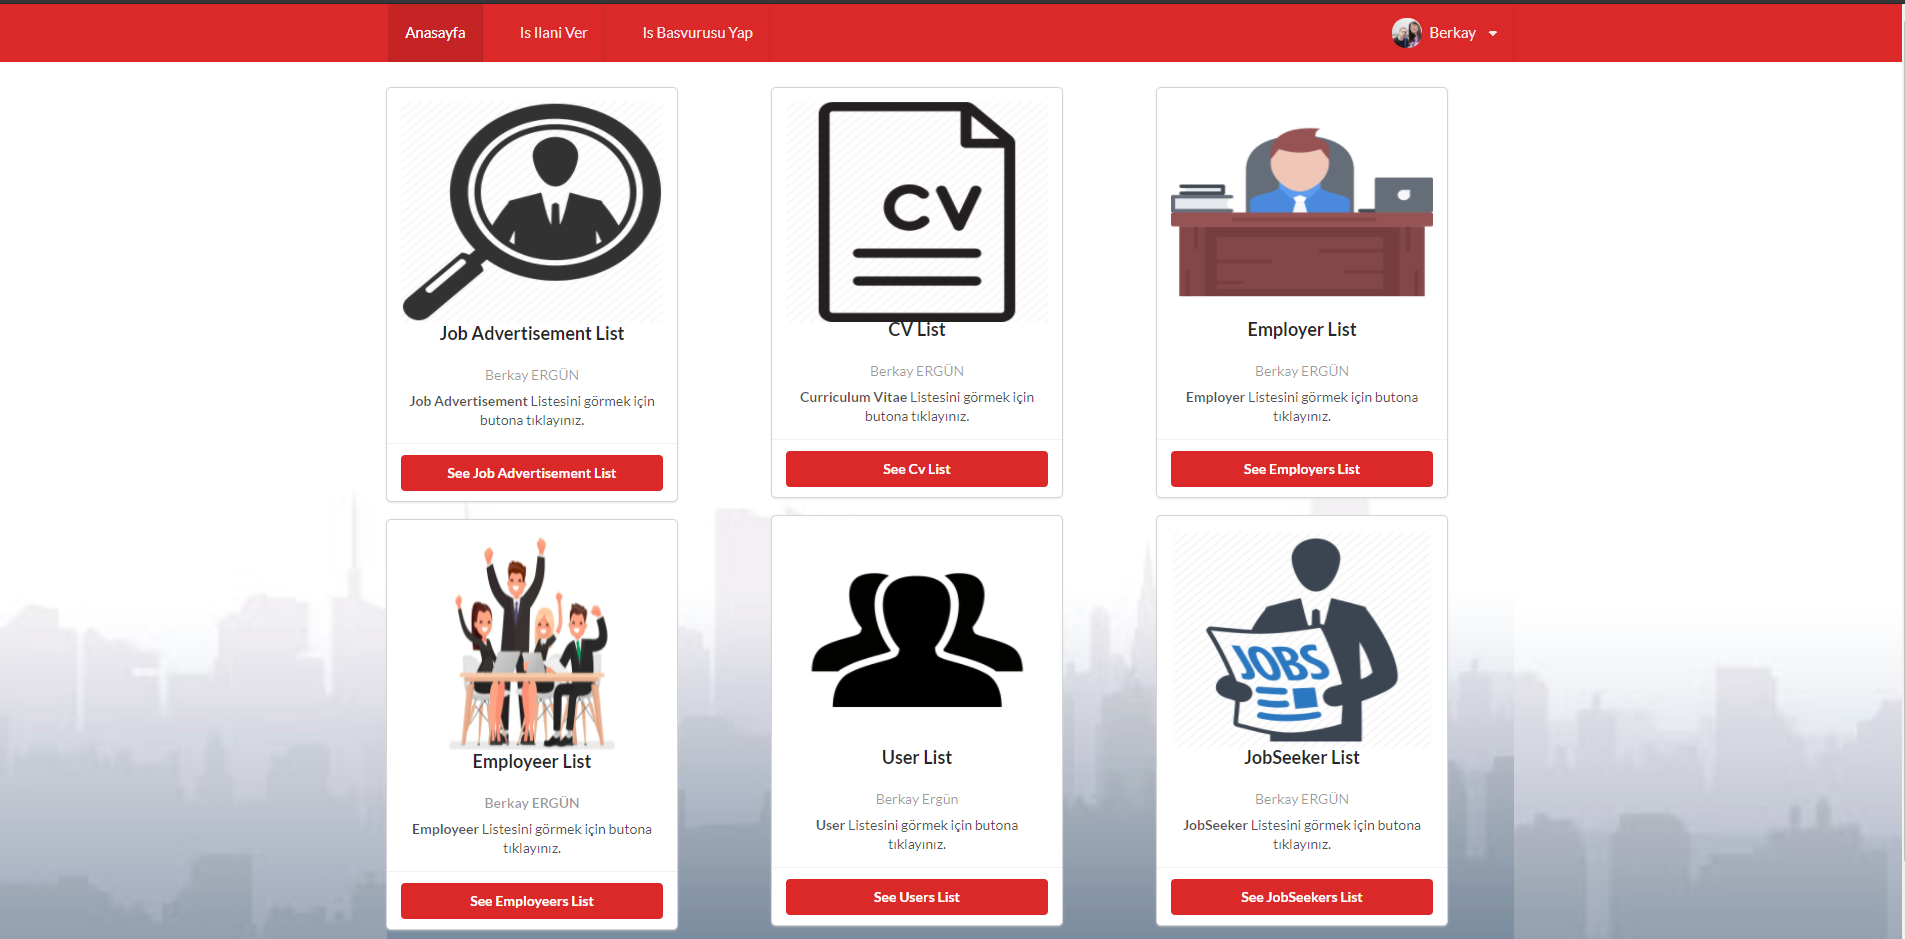 Anasayfa
Is Ilani Ver
Is Basvurusu Yap
Berkay
Job Advertisement List
Berkay ERGÜN
Job Advertisement Listesini görmek için
butona tıklayınız.
See Job Advertisement List
CV
CV List
Berkay ERGÜN
Curriculum Vitae Listesini görmek için
butona tıklayınız.
See Cv List
Employer List
Berkay ERGÜN
Employer Listesini görmek için butona
tıklayınız.
See Employers List
Employeer List
Berkay ERGÜN
Employeer Listesini görmek için butona
tıklayınız.
See Employeers List
User List
Berkay Ergün
User Listesini görmek için butona
tıklayınız.
See Users List
JOBS
JobSeeker List
Berkay ERGÜN
JobSeeker Listesini görmek için butona
tıklayınız.
See JobSeekers List